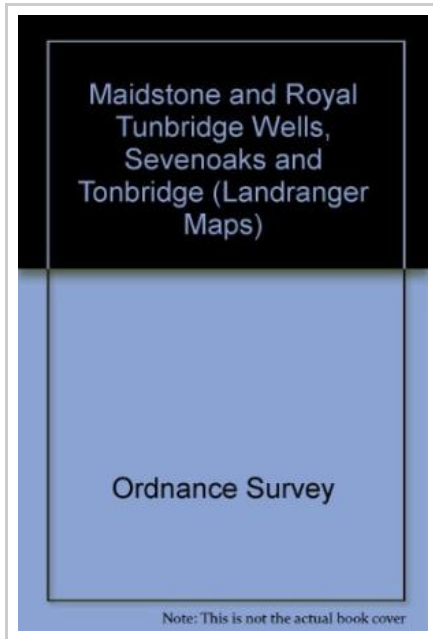 Maidstone and Royal
Tunbridge Wells,
Sevenoaks and
Tonbridge (Landranger
Maps)
Ordnance Survey
Note: This is not the actual book cover